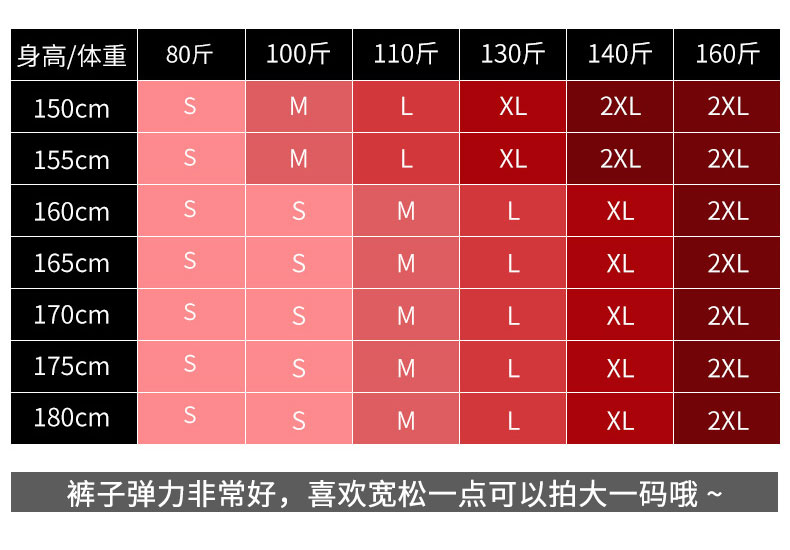 身高/体重 80斤 100斤 110斤 130斤 140斤 160斤
150cm S M L XL 2XL 2XL
155cm S M L XL 2XL 2XL
160cm S S M L XL 2XL
165cm S S M L XL 2XL
170cm S S M L XL 2XL
175cm S S M L XL 2XL
180cm S S M L XL 2XL
裤子弹力非常好，喜欢宽松一点可以拍大一码哦 ~